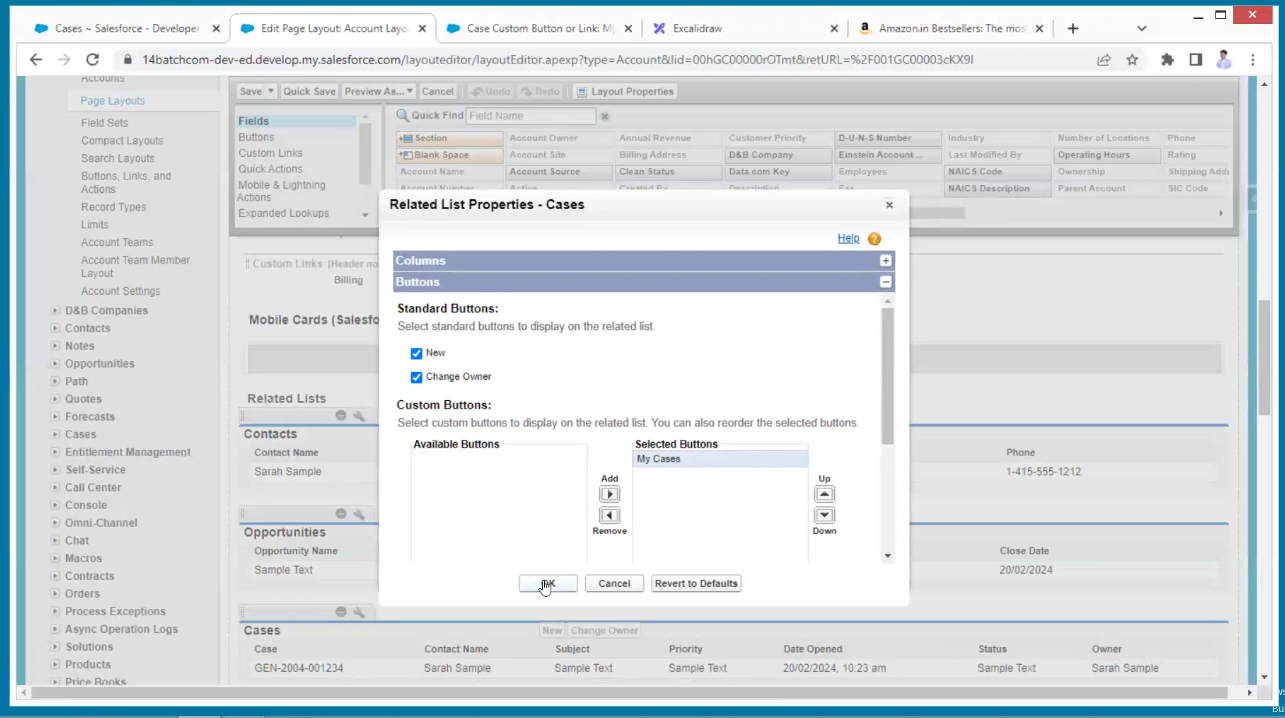 Cases ~ Salesforce - Developer
Edit Page Layout: Account Layo
Case Custom Button or Link: My
Excalidraw
Amazon.in Bestsellers: The mos
14batchcom-dev-ed.develop.my.salesforce.com/layouteditor/layoutEditor.apexp?type=Account&lid=00hGC00000rOTmt&retURL=%2F001GC00003cKX9I
Accounts
Page Layouts
Field Sets
Compact Layouts
Search Layouts
Buttons, Links, and
Actions
Record Types
Limits
Account Teams
Account Team Member
Layout
Account Settings
D&B Companies
Contacts
Notes
Opportunities
Path
Quotes
Forecasts
Cases
Entitlement Management
Self-Service
Call Center
Console
Omni-Channel
Chat
Macros
Contracts
Orders
Process Exceptions
Async Operation Logs
Solutions
Products
Price Books
Save Quick Save Preview As... Cancel Undo Redo Layout Properties
Fields
Buttons
Custom Links
Quick Actions
Mobile & Lightning
Actions
Expanded Lookups
Quick Find Field Name
Section Account Owner Annual Revenue Customer Priority D-U-N-S Number Industry Number of Locations Phone
Blank Space Account Site Billing Address D&B Company Einstein Account ... Last Modified By Operating Hours Rating
Account Name Account Source Clean Status Data.com Key Employees NAICS Code Ownership Shipping Addr
Account Number Active Created By Description Fax NAICS Description Parent Account SIC Code
Custom Links (Header no
Billing
Mobile Cards (Salesfo
Related Lists
Contacts
Contact Name Phone
Sarah Sample 1-415-555-1212
Opportunities
Opportunity Name Close Date
Sample Text 20/02/2024
Cases New Change Owner
Case Contact Name Subject Priority Date Opened Status Owner
GEN-2004-001234 Sarah Sample Sample Text Sample Text 20/02/2024, 10:23 am Sample Text Sarah Sample
Related List Properties - Cases
Help
Columns
Buttons
Standard Buttons:
Select standard buttons to display on the related list.
New
Change Owner
Custom Buttons:
Select custom buttons to display on the related list. You can also reorder the selected buttons.
Available Buttons
Selected Buttons
My Cases
Add
Remove
Up
Down
OK Cancel Revert to Defaults